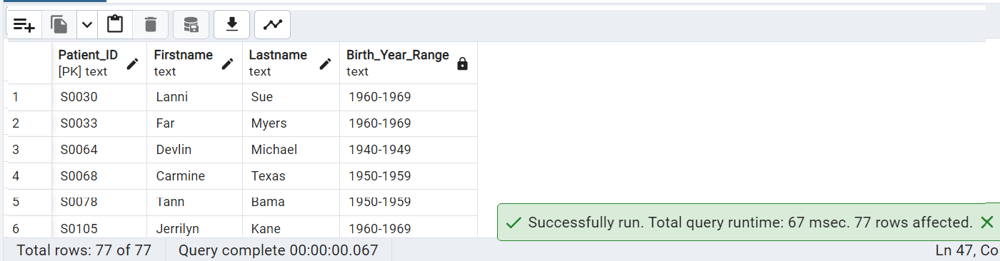 Patient_ID Firstname Lastname Birth_Year_Range
[PK] text text text text
1 S0030 Lanni Sue 1960-1969
2 S0033 Far Myers 1960-1969
3 S0064 Devlin Michael 1940-1949
4 S0068 Carmine Texas 1950-1959
5 S0078 Tann Bama 1950-1959
6 S0105 Jerrilyn Kane 1960-1969
Successfully run. Total query runtime: 67 msec. 77 rows affected.
Total rows: 77 of 77 Query complete 00:00:00.067 Ln 47, Co